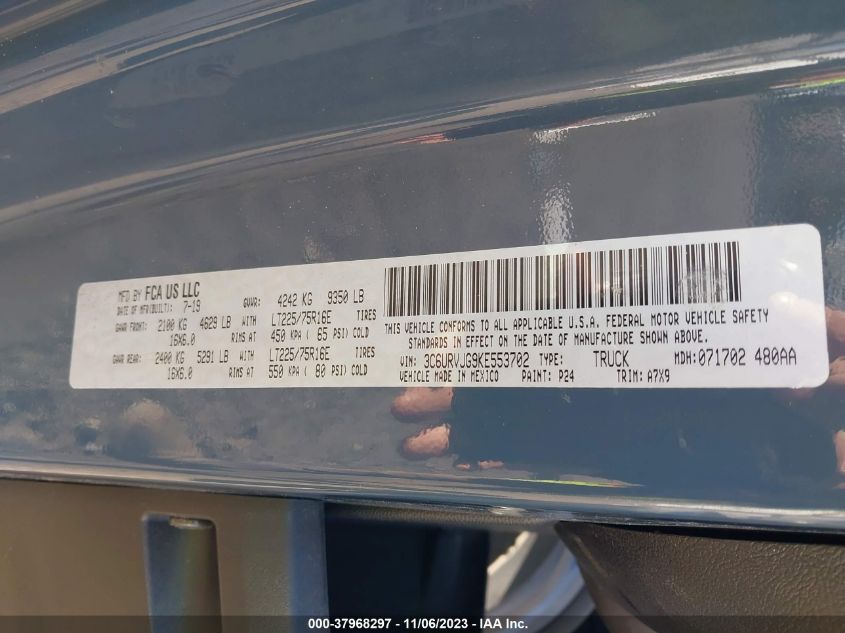 MFD BY FCA US LLC
DATE OF MFR(BUILT): 7-19 GVWR: 4242 KG 9350 LB
GAWR FRONT: 2100 KG 4629 LB WITH LT225/75R16E TIRES
16X6.0 RIMS AT 450 KPA ( 65 PSI) COLD
GAWR REAR: 2400 KG 5291 LB WITH LT225/75R16E TIRES
16X6.0 RIMS AT 550 KPA ( 80 PSI) COLD
THIS VEHICLE CONFORMS TO ALL APPLICABLE U.S.A. FEDERAL MOTOR VEHICLE SAFETY
STANDARDS IN EFFECT ON THE DATE OF MANUFACTURE SHOWN ABOVE.
VIN: 3C6URVJG9KE553702 TYPE: TRUCK MDH: 071702 480AA
VEHICLE MADE IN MEXICO PAINT: P24 TRIM: A7X9
000-37968297 - 11/06/2023 - IAA Inc.